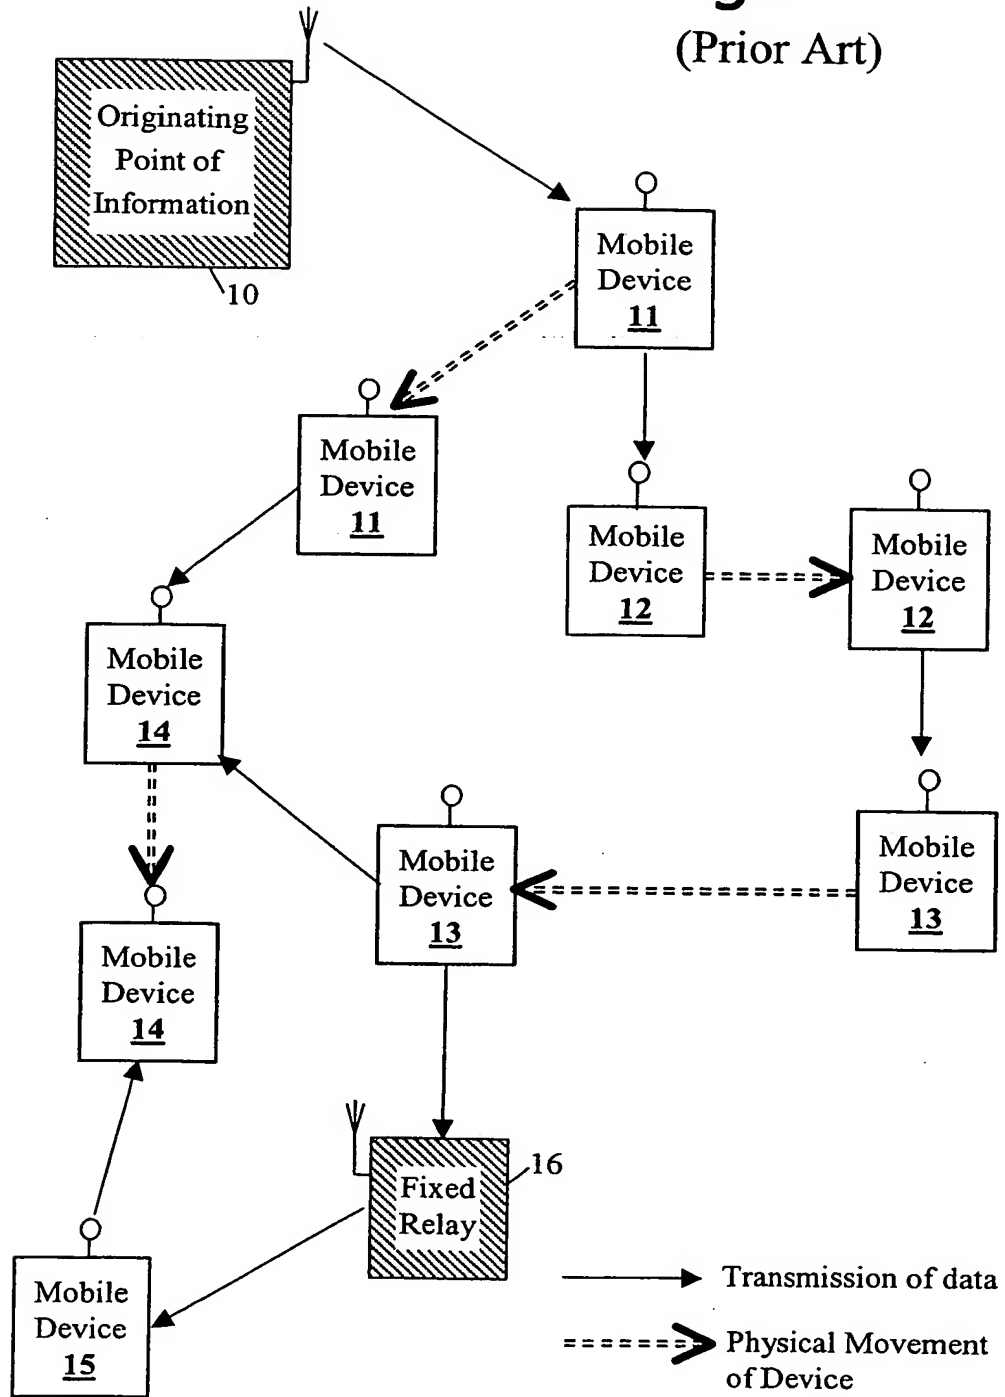 (Prior Art)
Originating
Point of
Information
10
Mobile
Device
11
Mobile
Device
11
Mobile
Device
12
Mobile
Device
12
Mobile
Device
14
Mobile
Device
13
Mobile
Device
13
Mobile
Device
14
Fixed
Relay
16
Mobile
Device
15
Transmission of data
Physical Movement
of Device